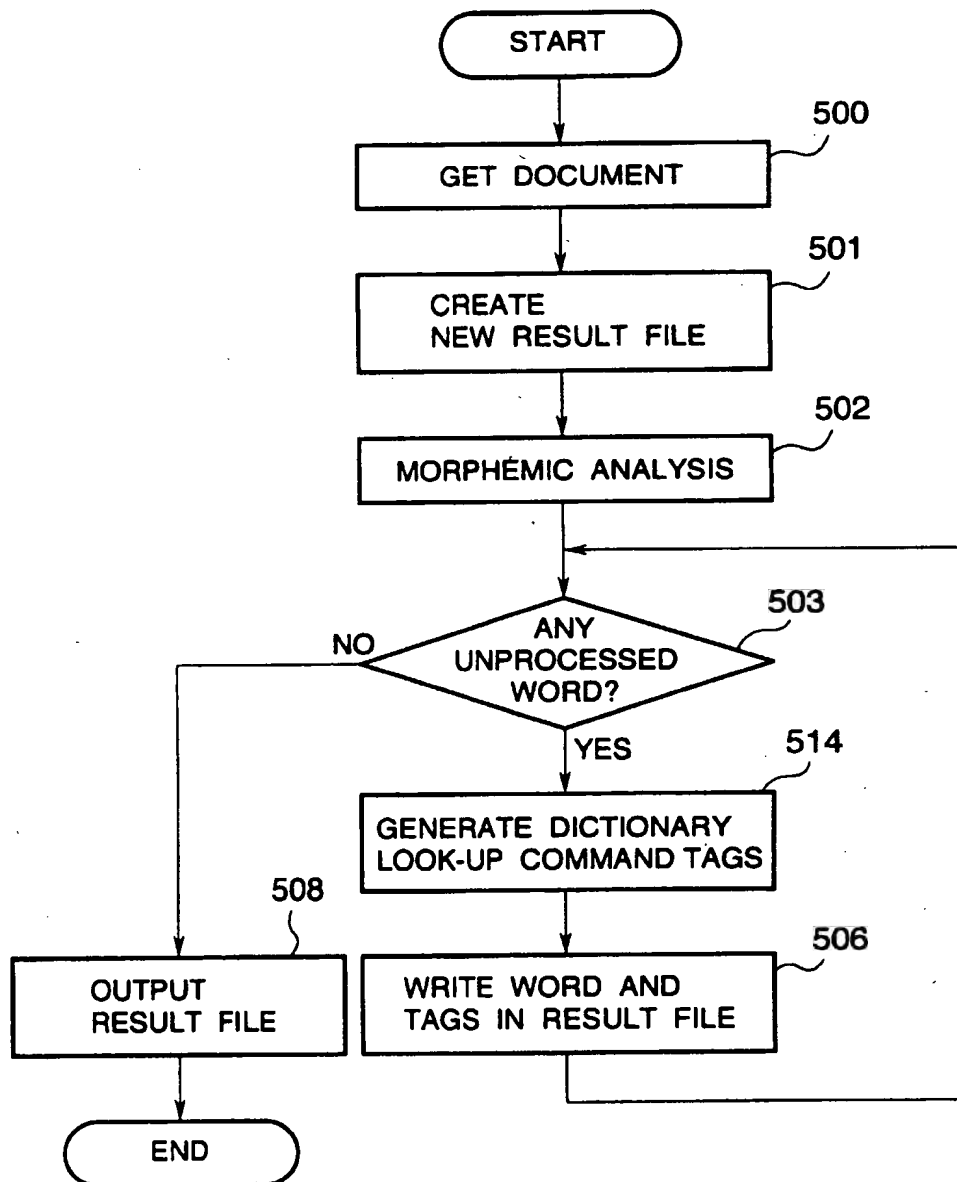 START
500
GET DOCUMENT
501
CREATE
NEW RESULT FILE
502
MORPHEMIC ANALYSIS
503
NO
ANY
UNPROCESSED
WORD?
YES
514
GENERATE DICTIONARY
LOOK-UP COMMAND TAGS
508
506
OUTPUT
RESULT FILE
WRITE WORD AND
TAGS IN RESULT FILE
END